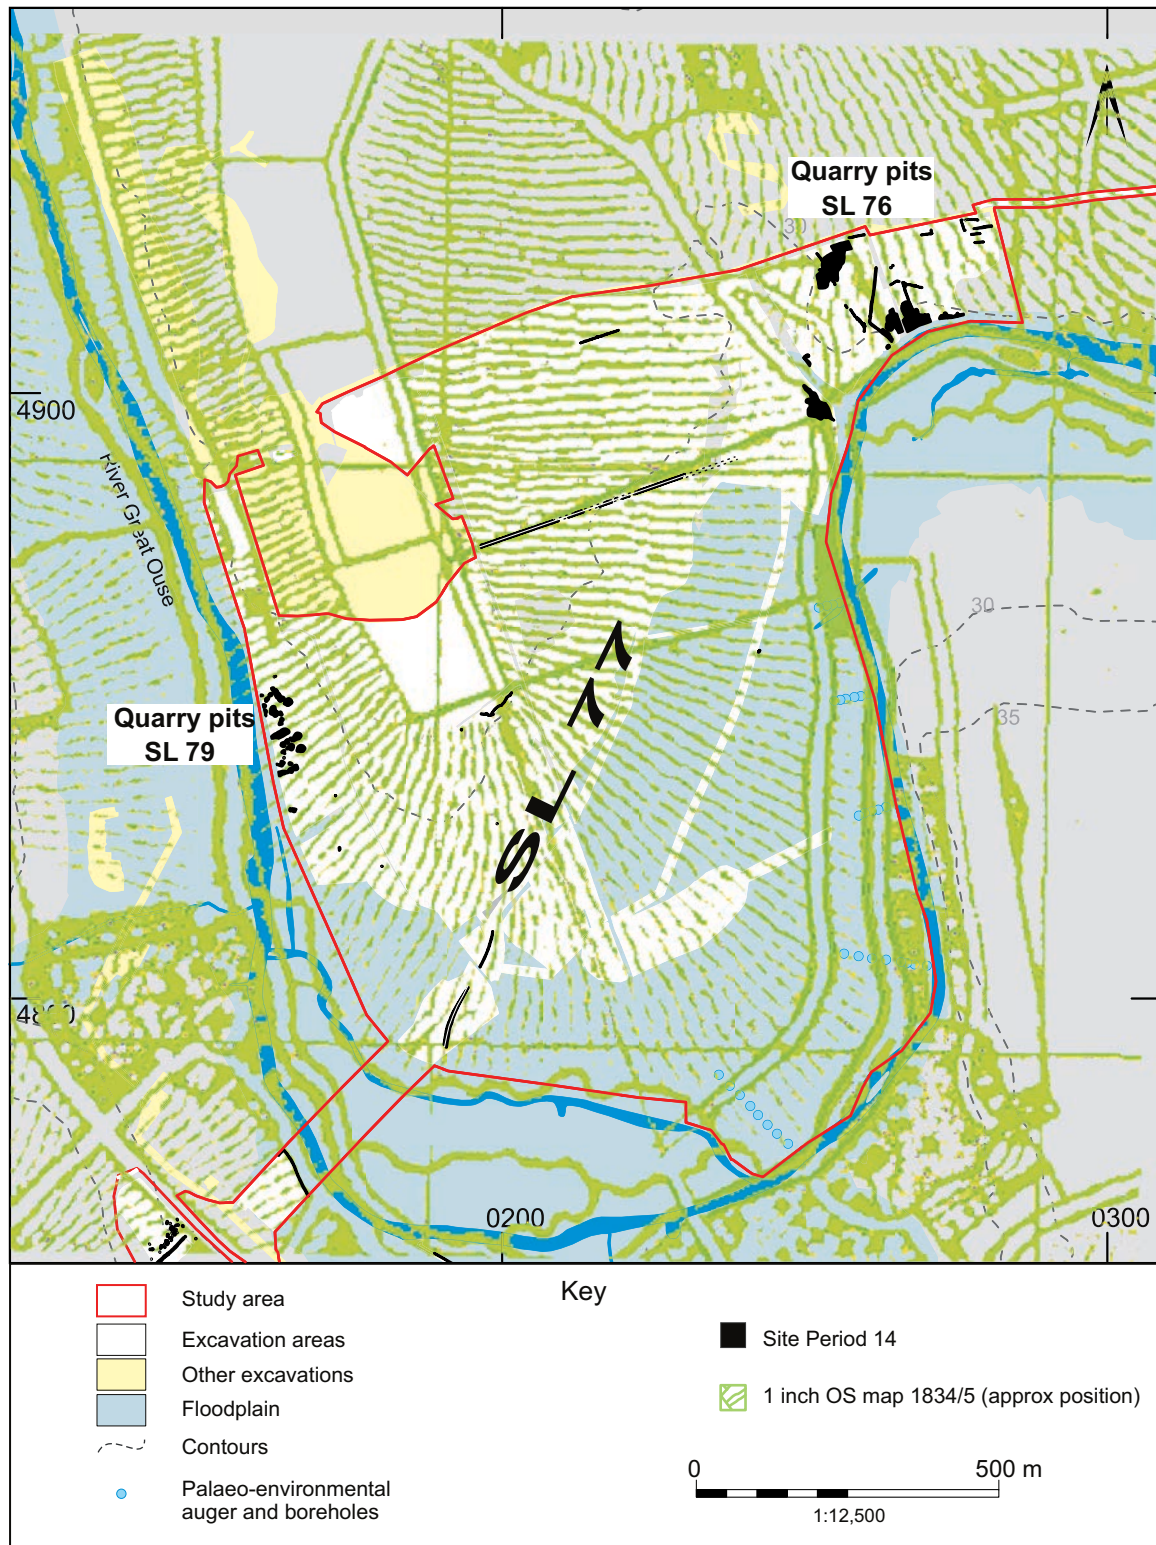 Quarry pits
SL 76
30
4900
River Great Ouse
30
35
Quarry pits
SL 79
SL 77
4800
0200
0300
Key
Study area
Excavation areas
Other excavations
Floodplain
Contours
Palaeo-environmental
auger and boreholes
Site Period 14
1 inch OS map 1834/5 (approx position)
0 500 m
1:12,500